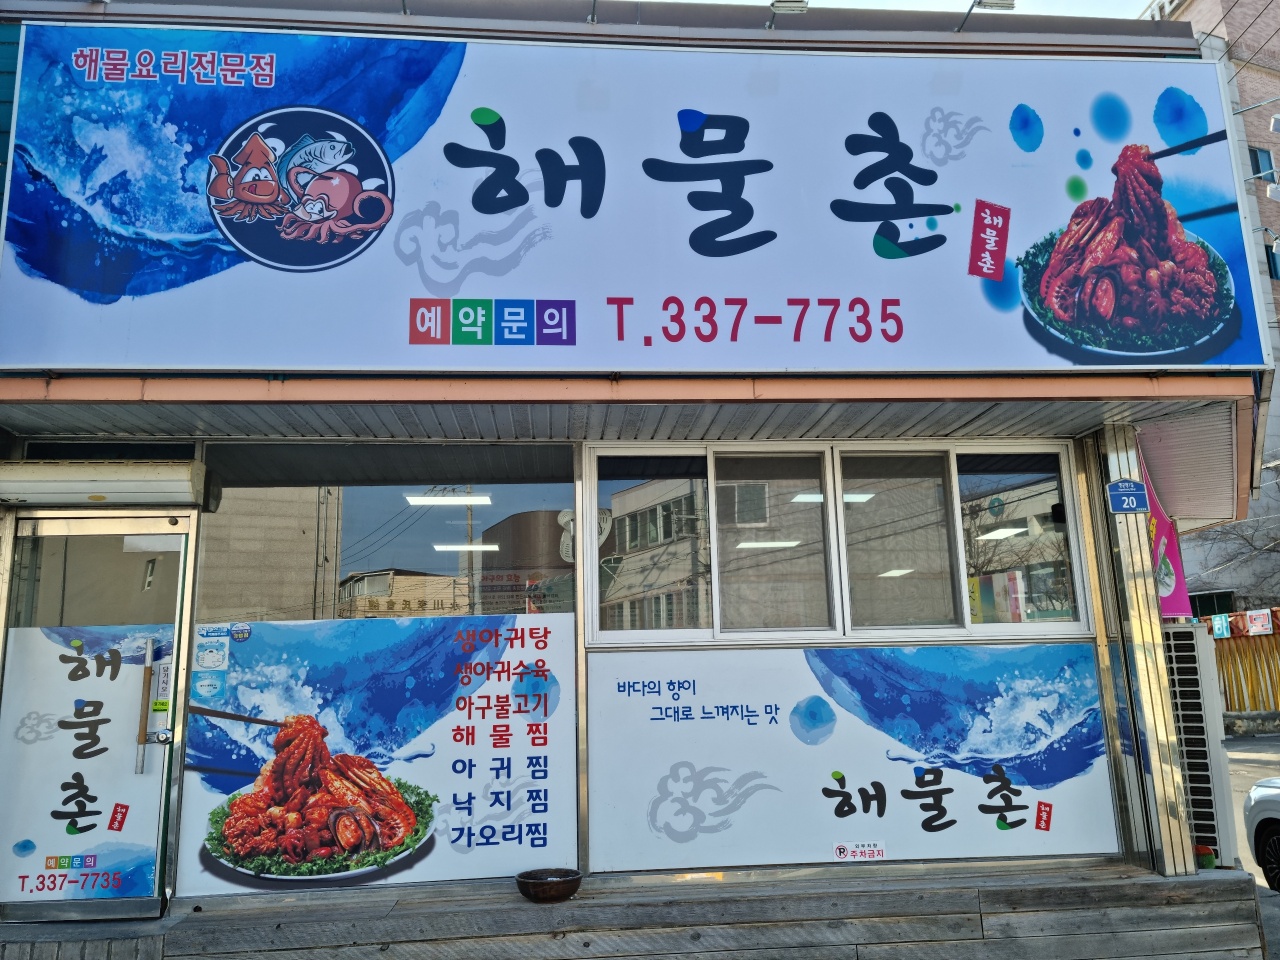 해물요리전문점
해물촌
해물촌
예약문의 T.337-7735
20
해물촌
예약문의
T.337-7735
생아귀탕
생아귀수육
아구불고기
해물찜
아귀찜
낙지찜
가오리찜
바다의 향이
그대로 느껴지는 맛
해물촌
해물촌
주차금지